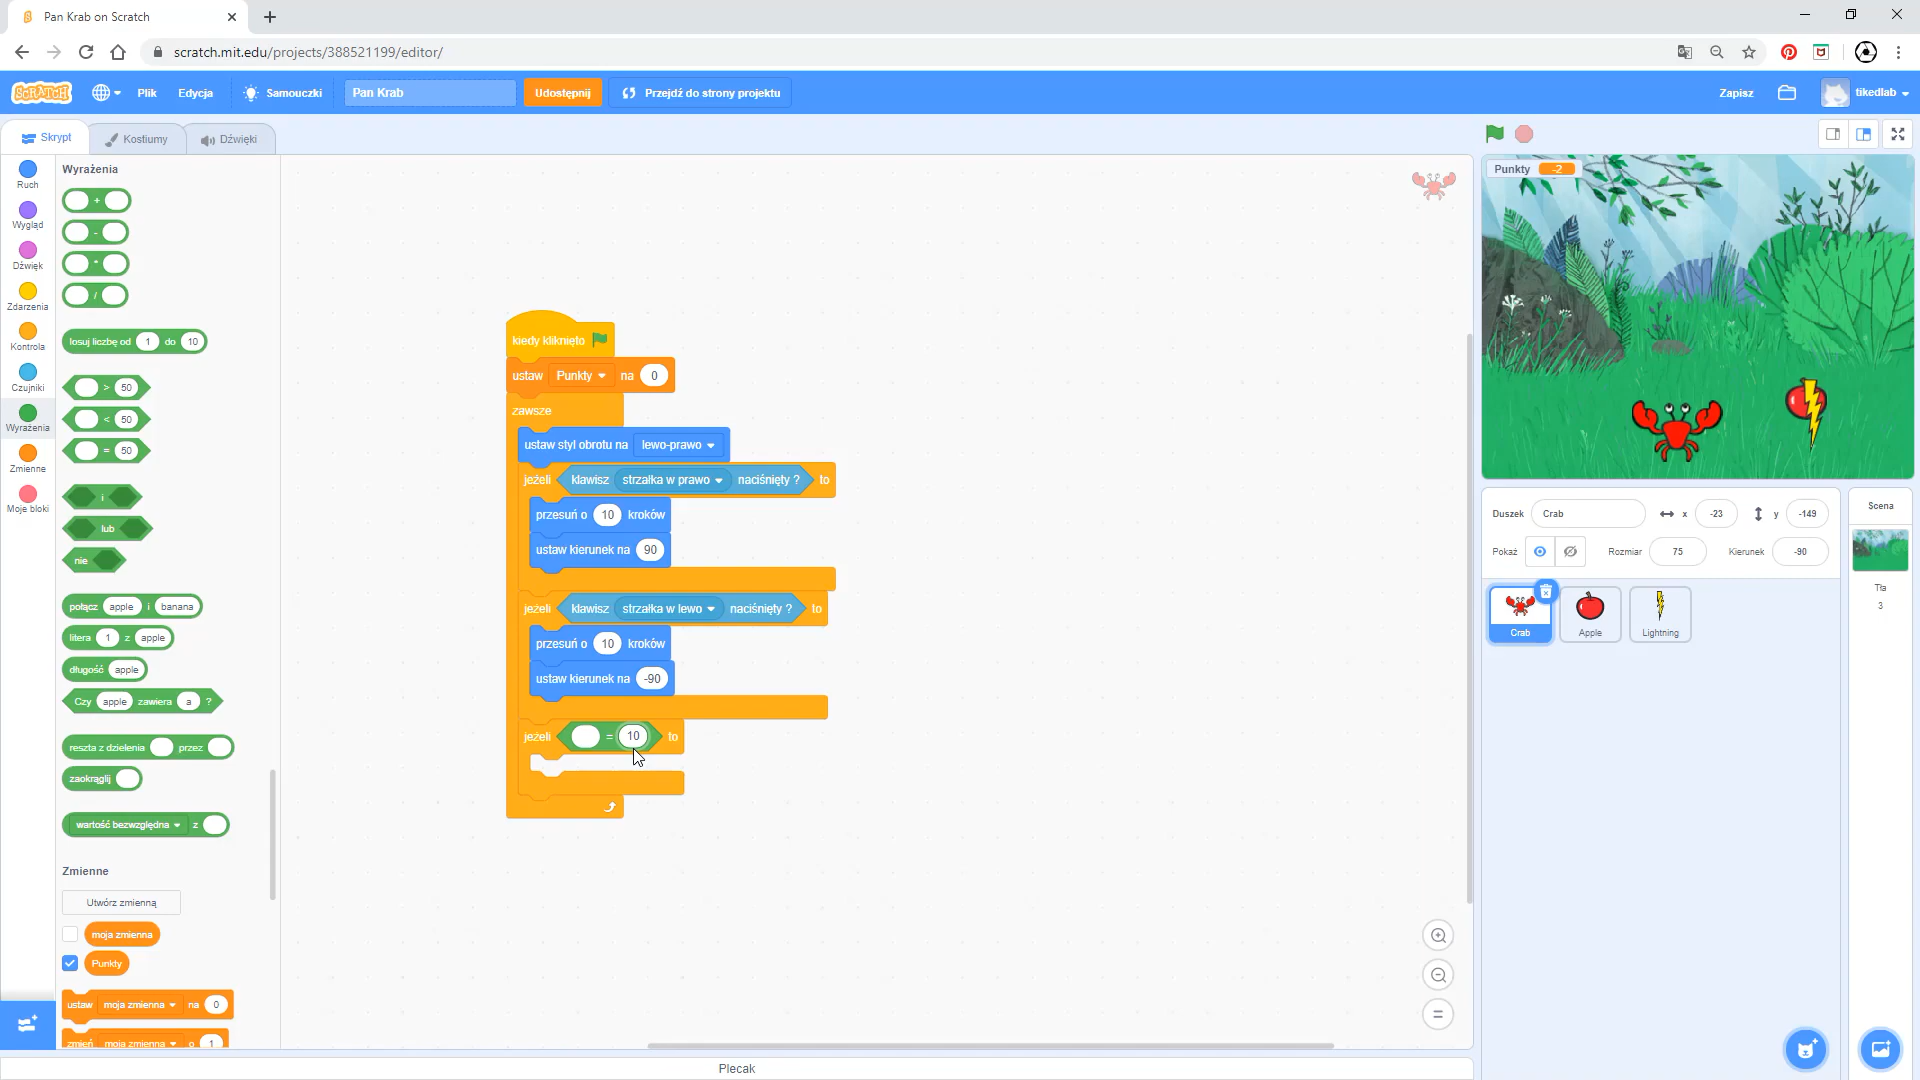 Pan Krab on Scratch
scratch.mit.edu/projects/388521199/editor/
SCRATCH Plik Edycja Samouczki Pan Krab Udostępnij Przejdź do strony projektu Zapisz tikedlab
Skrypt Kostiumy Dźwięki
Ruch
Wygląd
Dźwięk
Zdarzenia
Kontrola
Czujniki
Wyrażenia
Zmienne
Moje bloki
Wyrażenia
+
-
*
/
losuj liczbę od 1 do 10
> 50
< 50
= 50
i
lub
nie
połącz apple i banana
litera 1 z apple
długość apple
Czy apple zawiera a ?
reszta z dzielenia przez
zaokrąglij
wartość bezwzględna z
Zmienne
Utwórz zmienną
moja zmienna
Punkty
ustaw moja zmienna na 0
zmień moja zmienna o 1
kiedy kliknięto
ustaw Punkty na 0
zawsze
ustaw styl obrotu na lewo-prawo
jeżeli klawisz strzałka w prawo naciśnięty ? to
przesuń o 10 kroków
ustaw kierunek na 90
jeżeli klawisz strzałka w lewo naciśnięty ? to
przesuń o 10 kroków
ustaw kierunek na -90
jeżeli = 10 to
Punkty -2
Duszek Crab x -23 y -149
Pokaż Rozmiar 75 Kierunek -90
Crab Apple Lightning
Scena
Tła
3
Plecak